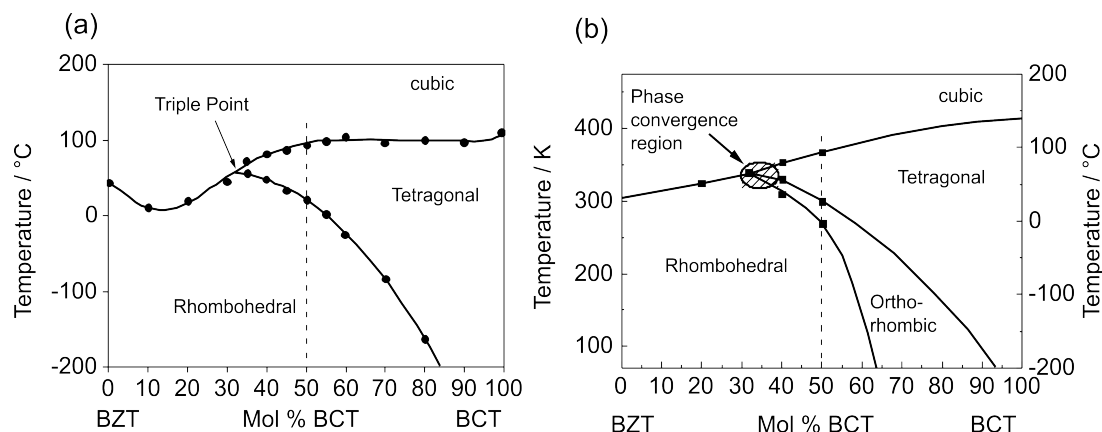 (a)
200
100
0
-100
-200
Temperature / °C
cubic
Triple Point
Tetragonal
Rhombohedral
0 10 20 30 40 50 60 70 80 90 100
BZT Mol % BCT BCT
(b)
400
300
200
100
Temperature / K
Phase
convergence
region
cubic
Tetragonal
Rhombohedral
Ortho-
rhombic
200
100
0
-100
-200
Temperature / °C
0 10 20 30 40 50 60 70 80 90 100
BZT Mol % BCT BCT